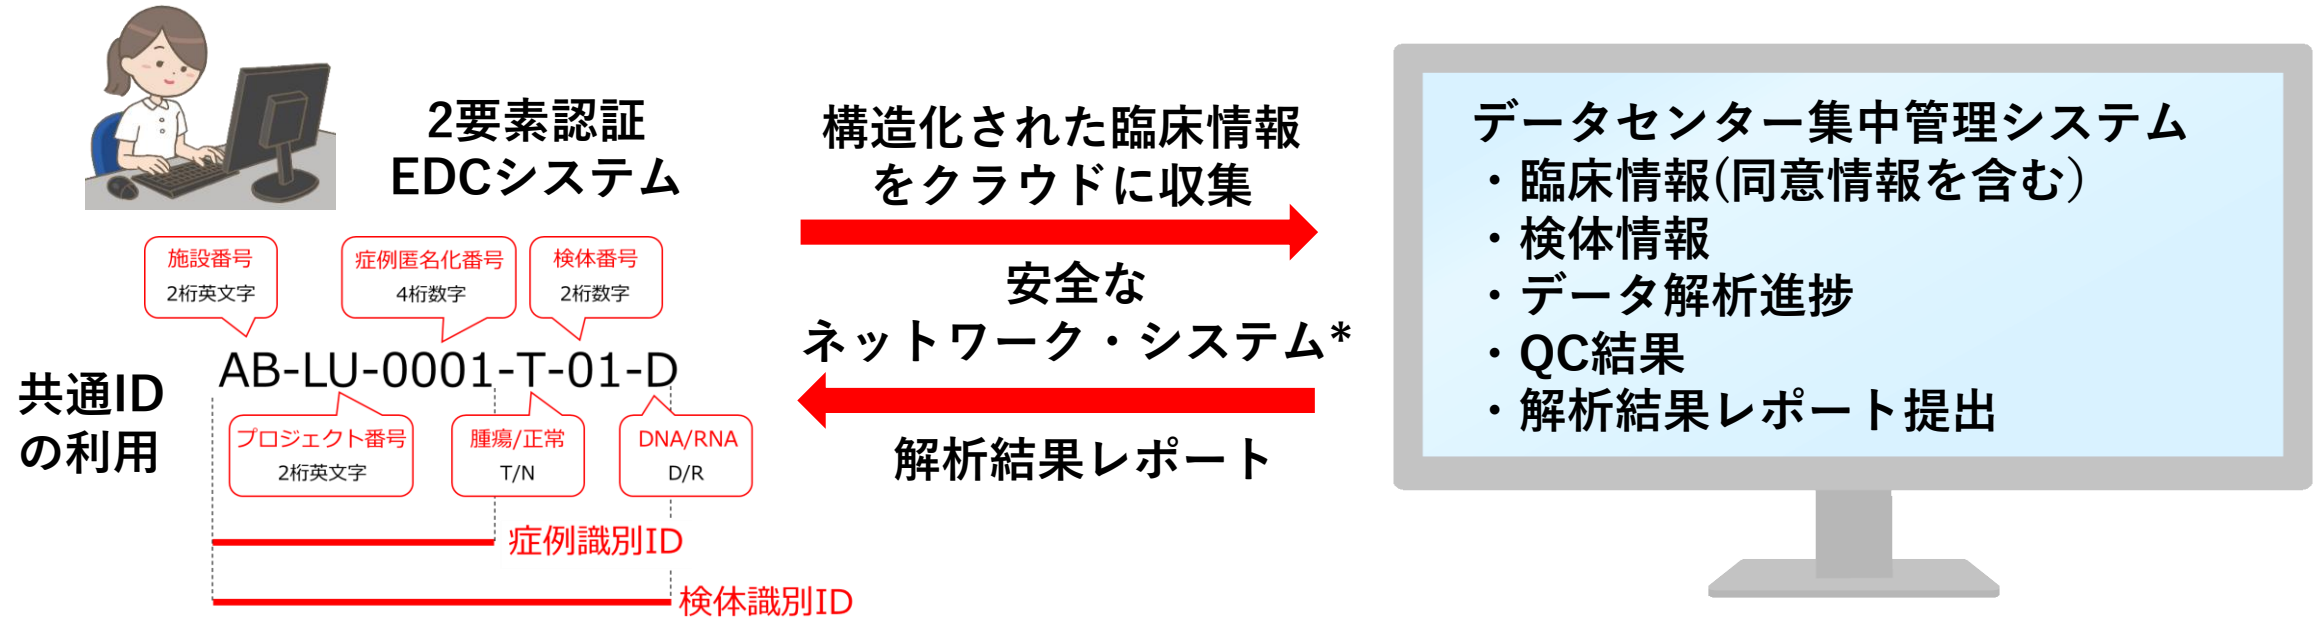 2要素認証
EDCシステム
施設番号
2桁英文字
症例匿名化番号
4桁数字
検体番号
2桁数字
共通ID
の利用
AB-LU-0001-T-01-D
プロジェクト番号
2桁英文字
腫瘍/正常
T/N
DNA/RNA
D/R
症例識別ID
検体識別ID
構造化された臨床情報
をクラウドに収集
安全な
ネットワーク・システム*
解析結果レポート
データセンター集中管理システム
・臨床情報(同意情報を含む）
・検体情報
・データ解析進捗
・QC結果
・解析結果レポート提出